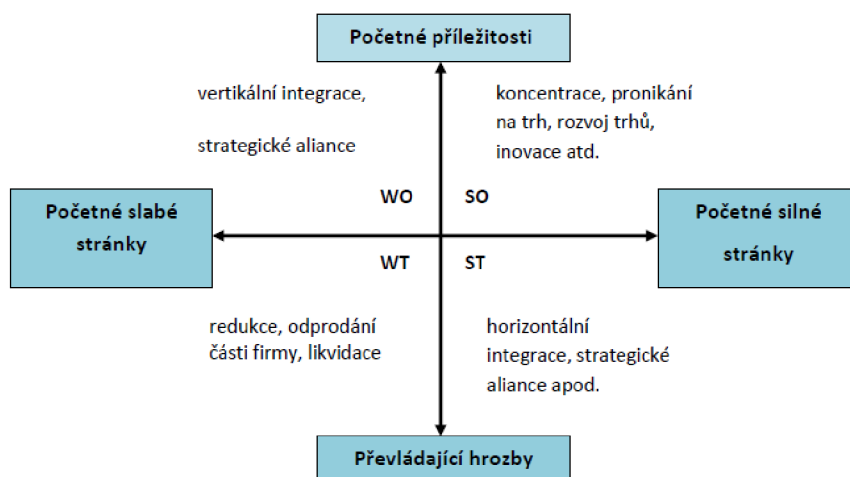 Početné příležitosti
vertikální integrace,
strategické aliance
koncentrace, pronikání
na trh, rozvoj trhů,
inovace atd.
WO
SO
Početné slabé
stránky
Početné silné
stránky
WT
ST
redukce, odprodání
části firmy, likvidace
horizontální
integrace, strategické
aliance apod.
Převládající hrozby